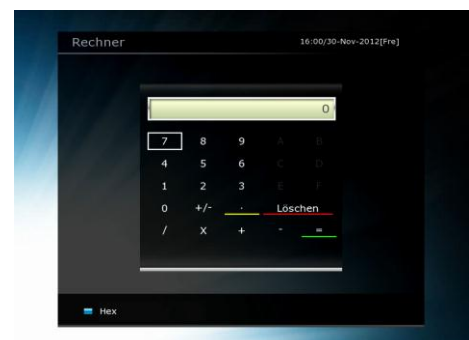 Rechner
16:00/30-Nov-2012[Fre]
0
7 8 9 A B
4 5 6 C D
1 2 3 E F
0 +/- . Löschen
/ X + - =
Hex